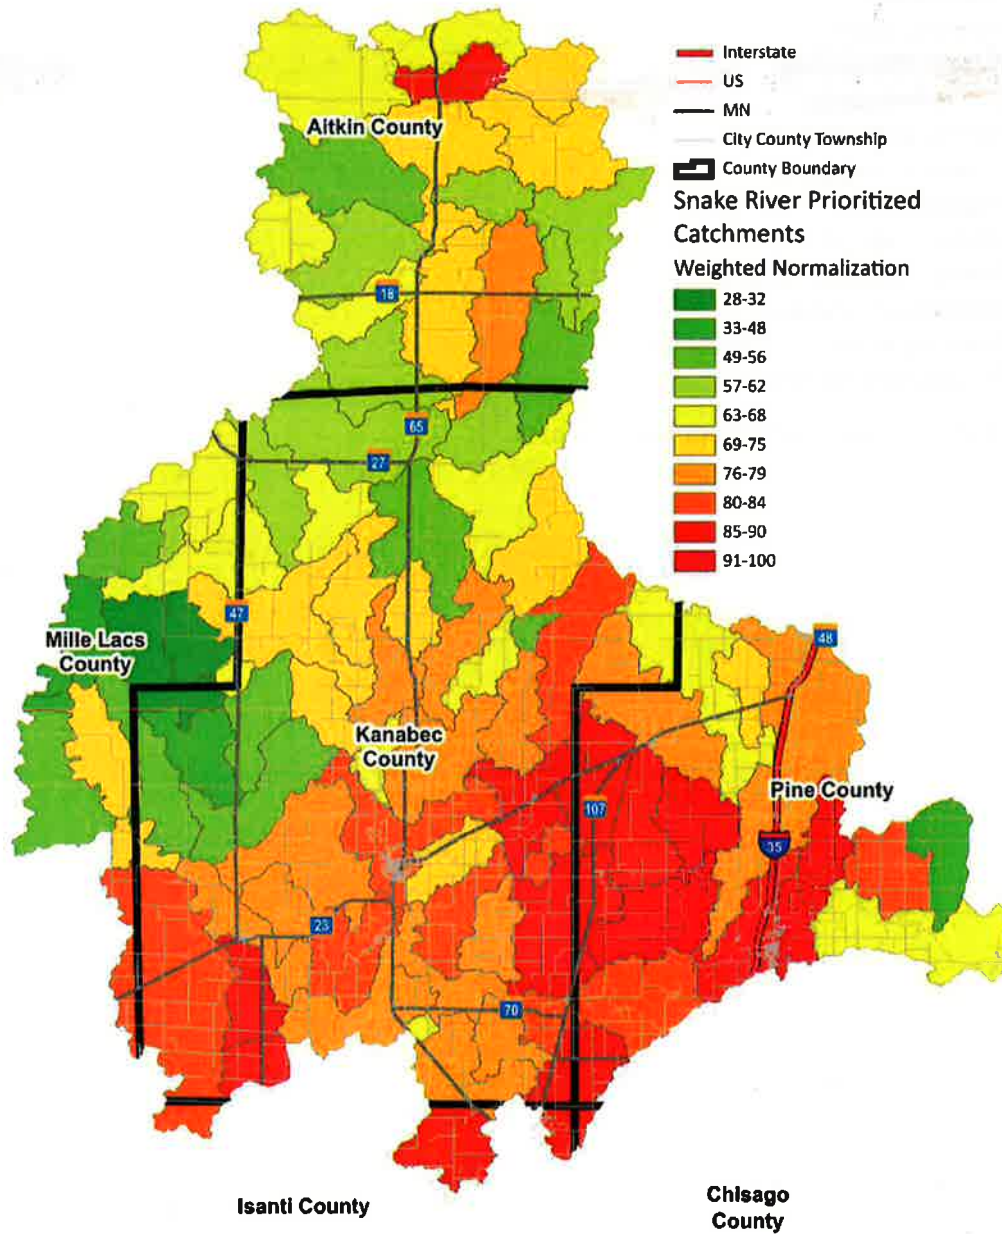 Interstate
US
MN
City County Township
County Boundary
Snake River Prioritized
Catchments
Weighted Normalization
28-32
33-48
49-56
57-62
63-68
69-75
76-79
80-84
85-90
91-100
Aitkin County
18
65
27
47
48
Mille Lacs
County
Kanabec
County
Pine County
107
35
23
70
Isanti County
Chisago
County